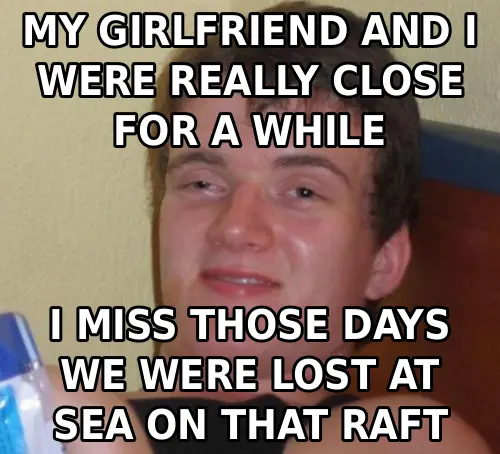 MY GIRLFRIEND AND I
WERE REALLY CLOSE
FOR A WHILE
I MISS THOSE DAYS
WE WERE LOST AT
SEA ON THAT RAFT